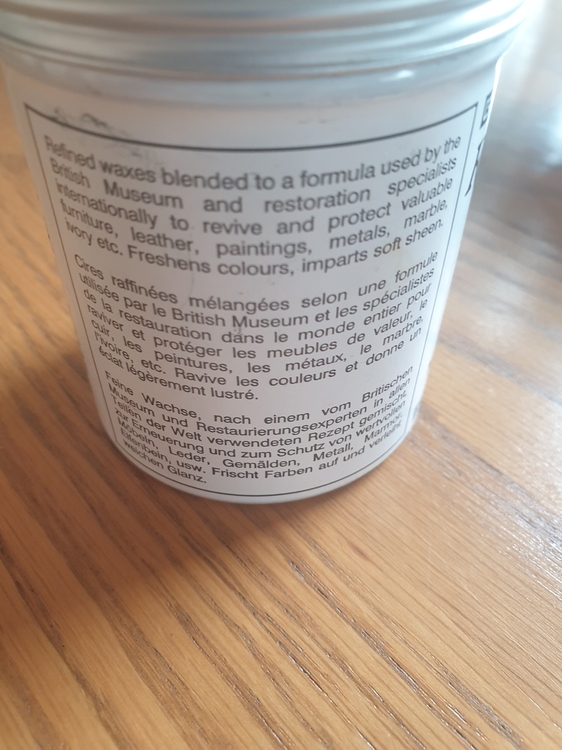 Refined waxes blended to a formula used by the
British Museum and restoration specialists
internationally to revive and protect valuable
furniture, leather, paintings, metals, marble,
ivory etc. Freshens colours, imparts soft sheen.
Cires raffinées mélangées selon une formule
utilisée par le British Museum et les spécialistes
de la restauration dans le monde entier pour
raviver et protéger les meubles de valeur, le
cuir, les peintures, les métaux, le marbre,
l'ivoire, etc. Ravive les couleurs et donne un
éclat légèrement lustré.
Feine Wachse, nach einem vom Britischen
Museum und Restaurierungsexperten in allen
Teilen der Welt verwendeten Rezept gemischt,
zur Erneuerung und zum Schutz von wertvollen
Möbeln, Leder, Gemälden, Metall, Marmor,
Elfenbein, usw. Frischt Farben auf und verleiht
weichen Glanz.